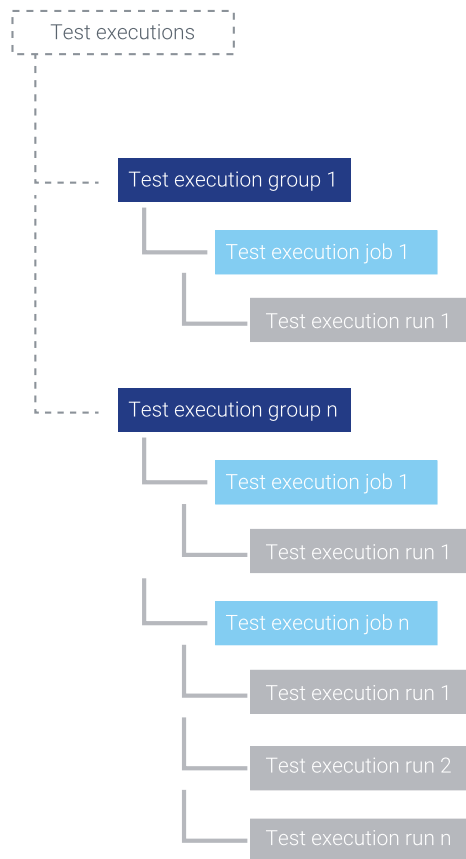 Test executions
Test execution group 1
Test execution job 1
Test execution run 1
Test execution group n
Test execution job 1
Test execution run 1
Test execution job n
Test execution run 1
Test execution run 2
Test execution run n